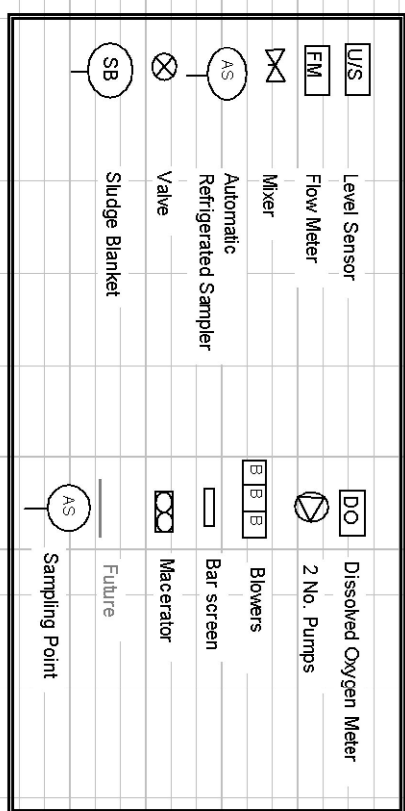 U/S Level Sensor
FM Flow Meter
Mixer
AS Automatic
Refrigerated Sampler
Valve
SB Sludge Blanket
DO Dissolved Oxygen Meter
2 No. Pumps
B B B Blowers
Bar screen
Macerator
Future
AS Sampling Point